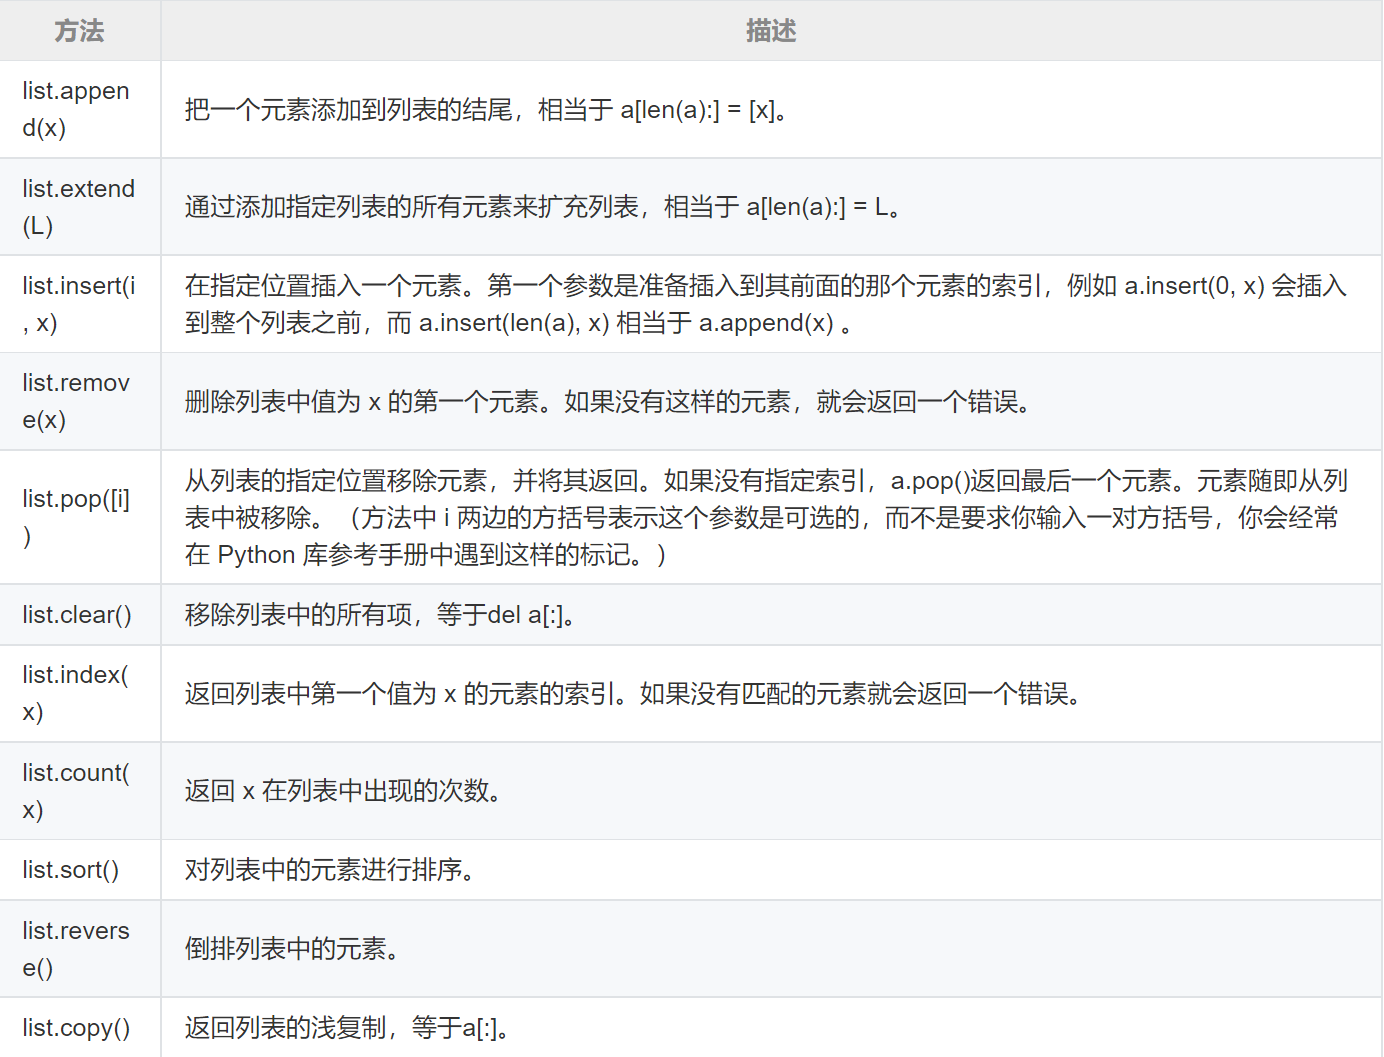 方法
描述
list.appen
d(x)
把一个元素添加到列表的结尾，相当于 a[len(a):] = [x]。
list.extend
(L)
通过添加指定列表的所有元素来扩充列表，相当于 a[len(a):] = L。
list.insert(i
, x)
在指定位置插入一个元素。第一个参数是准备插入到其前面的那个元素的索引，例如 a.insert(0, x) 会插入
到整个列表之前，而 a.insert(len(a), x) 相当于 a.append(x) 。
list.remov
e(x)
删除列表中值为 x 的第一个元素。如果没有这样的元素，就会返回一个错误。
list.pop([i]
)
从列表的指定位置移除元素，并将其返回。如果没有指定索引，a.pop()返回最后一个元素。元素随即从列
表中被移除。（方法中 i 两边的方括号表示这个参数是可选的，而不是要求你输入一对方括号，你会经常
在 Python 库参考手册中遇到这样的标记。）
list.clear()
移除列表中的所有项，等于del a[:]。
list.index(
x)
返回列表中第一个值为 x 的元素的索引。如果没有匹配的元素就会返回一个错误。
list.count(
x)
返回 x 在列表中出现的次数。
list.sort()
对列表中的元素进行排序。
list.revers
e()
倒排列表中的元素。
list.copy()
返回列表的浅复制，等于a[:]。